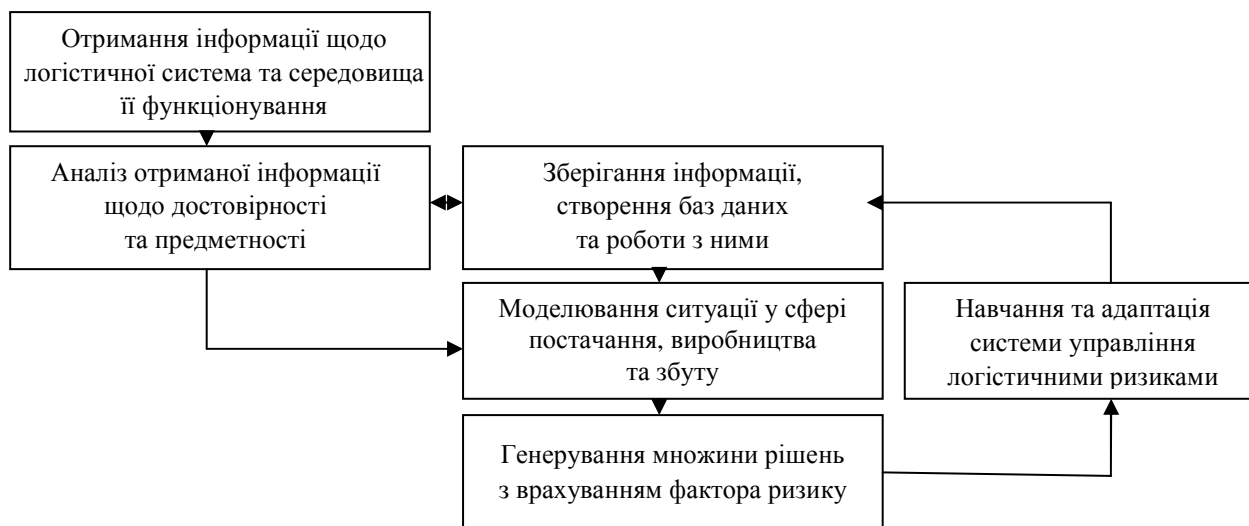 Отримання інформації щодо
логістичної система та середовища
її функціонування
Аналіз отриманої інформації
щодо достовірності
та предметності
Зберігання інформації,
створення баз даних
та роботи з ними
Моделювання ситуації у сфері
постачання, виробництва
та збуту
Навчання та адаптація
системи управління
логістичними ризиками
Генерування множини рішень
з врахуванням фактора ризику